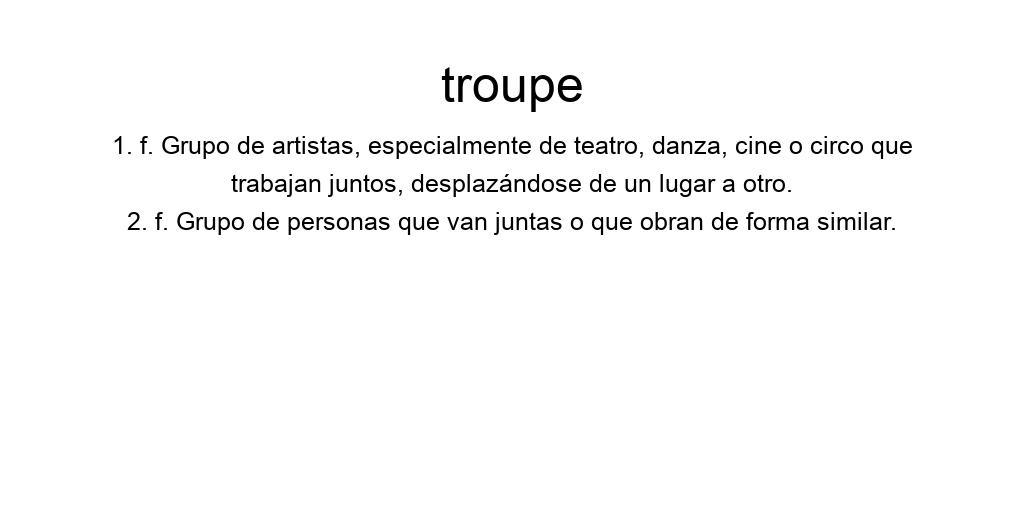 troupe
1. f. Grupo de artistas, especialmente de teatro, danza, cine o circo que
trabajan juntos, desplazándose de un lugar a otro.
2. f. Grupo de personas que van juntas o que obran de forma similar.